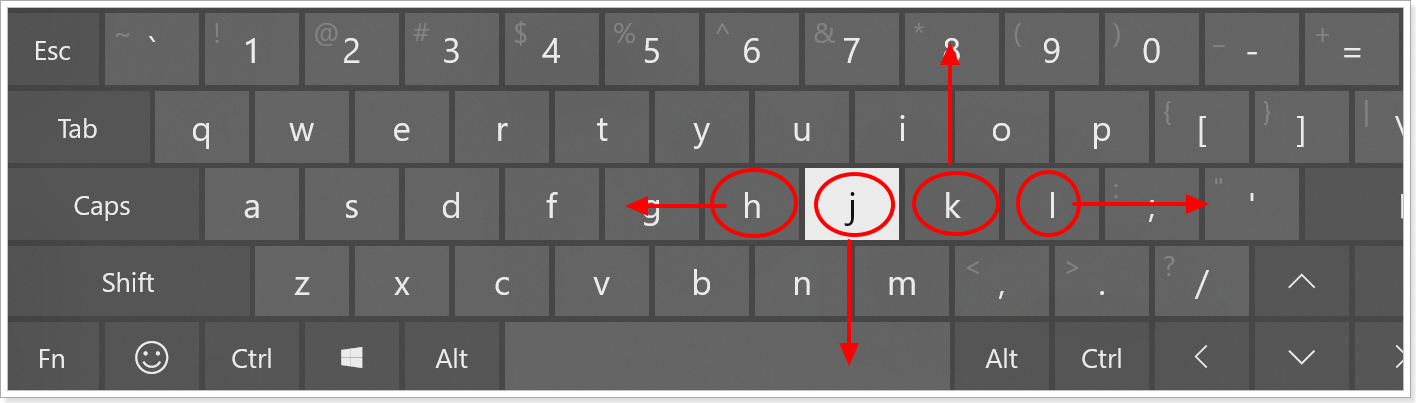 Esc ~ ` ! 1 @ 2 # 3 $ 4 % 5 ^ 6 & 7 * 8 ( 9 ) 0 _ - + =
Tab q w e r t y u i o p { [ } ] | \
Caps a s d f g h j k l : ; " '
Shift z x c v b n m < , > . ? /
Fn Ctrl Alt Alt Ctrl